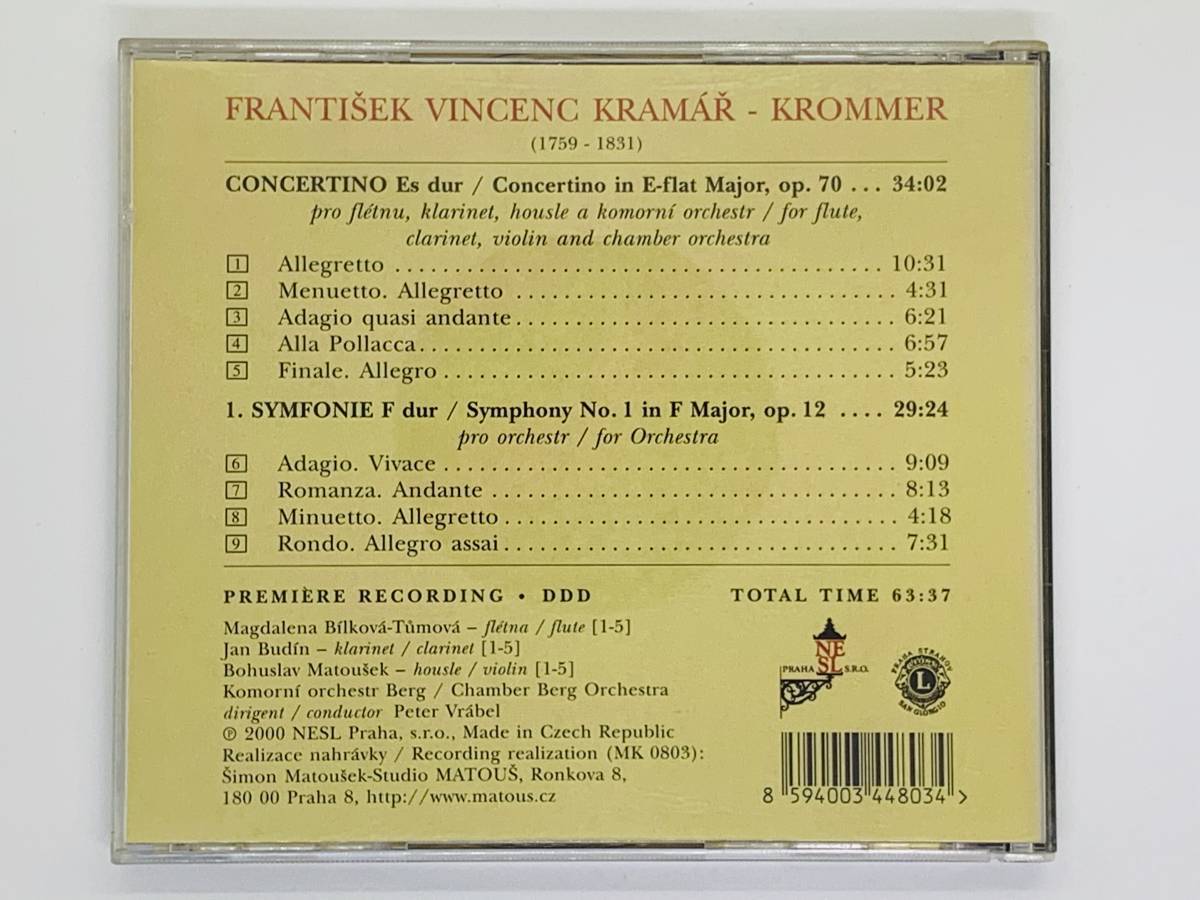 FRANTIŠEK VINCENC KRAMÁŘ - KROMMER
(1759 - 1831)
CONCERTINO Es dur / Concertino in E-flat Major, op. 70 ... 34:02
pro flétnu, klarinet, housle a komorní orchestr / for flute,
clarinet, violin and chamber orchestra
1 Allegretto ........................................ 10:31
2 Menuetto. Allegretto ................................ 4:31
3 Adagio quasi andante................................ 6:21
4 Alla Pollacca........................................ 6:57
5 Finale. Allegro...................................... 5:23
1. SYMFONIE F dur / Symphony No. 1 in F Major, op. 12 .... 29:24
pro orchestr / for Orchestra
6 Adagio. Vivace...................................... 9:09
7 Romanza. Andante .................................. 8:13
8 Minuetto. Allegretto................................. 4:18
9 Rondo. Allegro assai................................. 7:31
PREMIÈRE RECORDING • DDD TOTAL TIME 63:37
Magdalena Bílková-Tůmová – flétna / flute [1-5]
Jan Budín – klarinet / clarinet [1-5]
Bohuslav Matoušek – housle / violin [1-5]
Komorní orchestr Berg / Chamber Berg Orchestra
dirigent / conductor Peter Vrábel
℗ 2000 NESL Praha, s.r.o., Made in Czech Republic
Realizace nahrávky / Recording realization (MK 0803):
Šimon Matoušek-Studio MATOUŠ, Ronkova 8,
180 00 Praha 8, http://www.matous.cz
NE
PRAHA SL S.R.O.
PRAHA STRAHOV
L
SAN GIORGIO
8 594003 448034 >